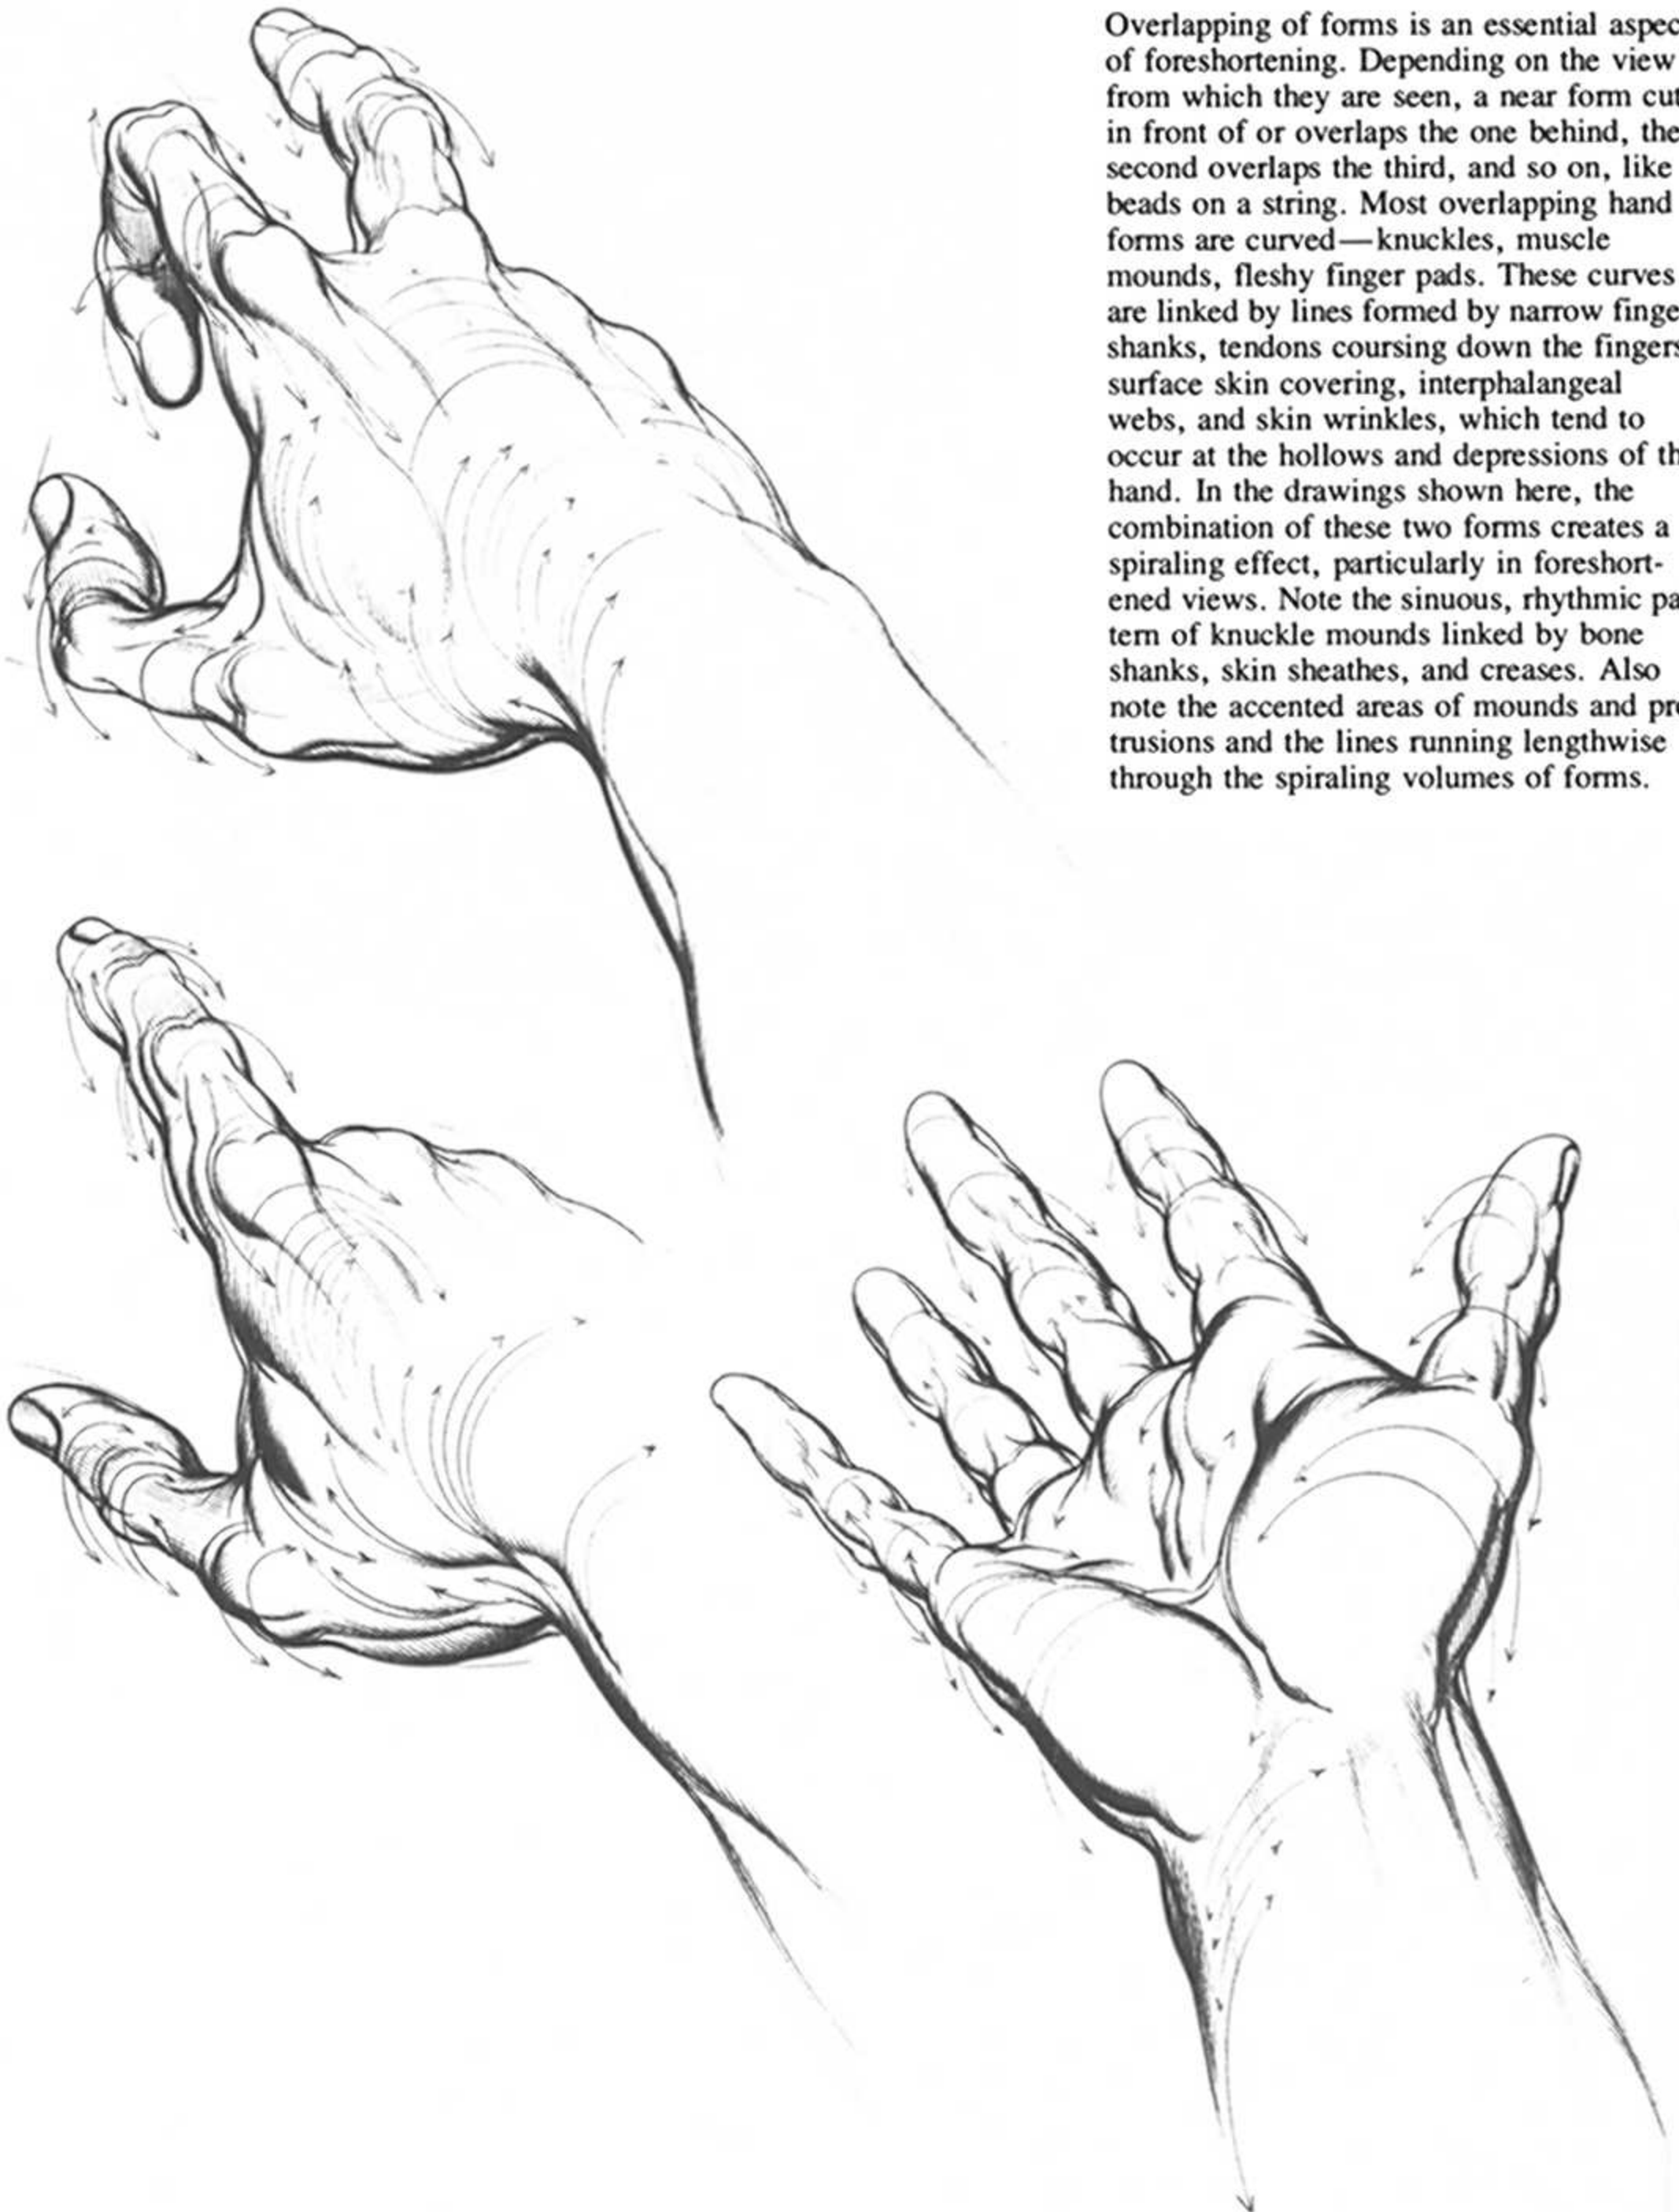 Overlapping of forms is an essential aspec
of foreshortening. Depending on the view
from which they are seen, a near form cut
in front of or overlaps the one behind, the
second overlaps the third, and so on, like
beads on a string. Most overlapping hand
forms are curved—knuckles, muscle
mounds, fleshy finger pads. These curves
are linked by lines formed by narrow finge
shanks, tendons coursing down the fingers
surface skin covering, interphalangeal
webs, and skin wrinkles, which tend to
occur at the hollows and depressions of th
hand. In the drawings shown here, the
combination of these two forms creates a
spiraling effect, particularly in foreshort-
ened views. Note the sinuous, rhythmic pa
tern of knuckle mounds linked by bone
shanks, skin sheathes, and creases. Also
note the accented areas of mounds and pro
trusions and the lines running lengthwise
through the spiraling volumes of forms.